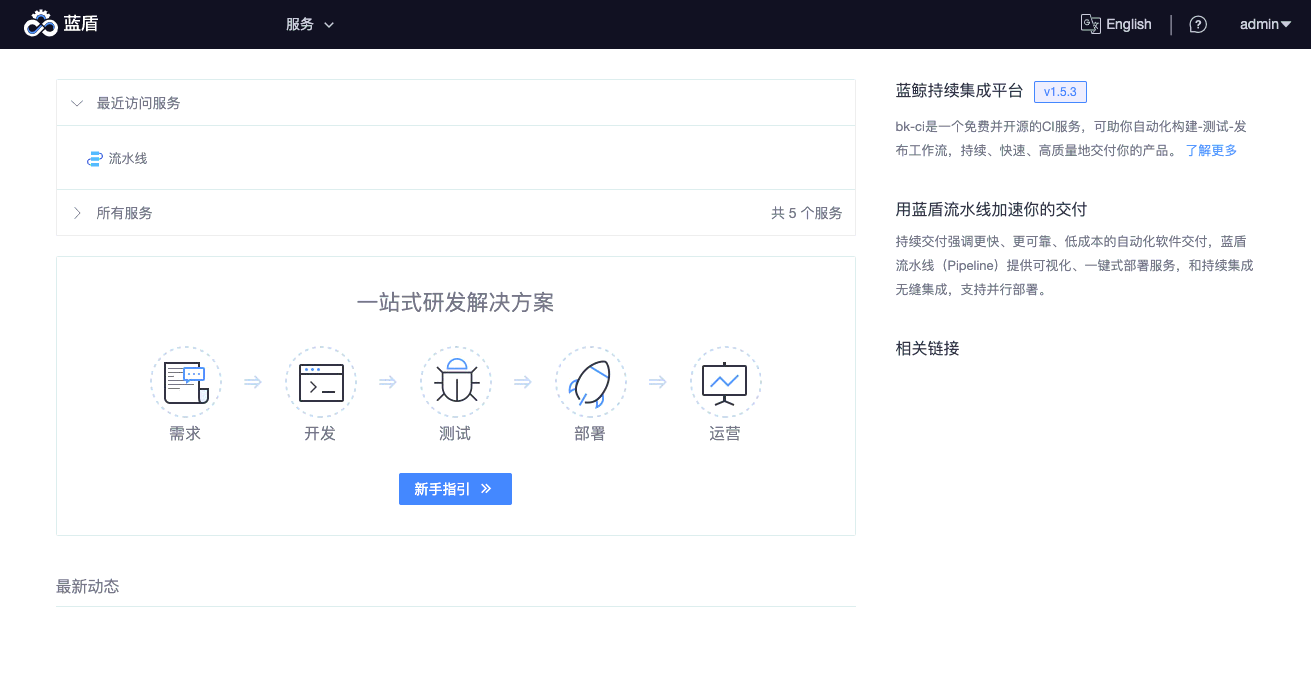 蓝盾
服务
English
admin
最近访问服务
流水线
所有服务
共 5 个服务
一站式研发解决方案
需求
开发
测试
部署
运营
新手指引
最新动态
蓝鲸持续集成平台 v1.5.3
bk-ci是一个免费并开源的CI服务，可助你自动化构建-测试-发
布工作流，持续、快速、高质量地交付你的产品。 了解更多
用蓝盾流水线加速你的交付
持续交付强调更快、更可靠、低成本的自动化软件交付，蓝盾
流水线（Pipeline）提供可视化、一键式部署服务，和持续集成
无缝集成，支持并行部署。
相关链接